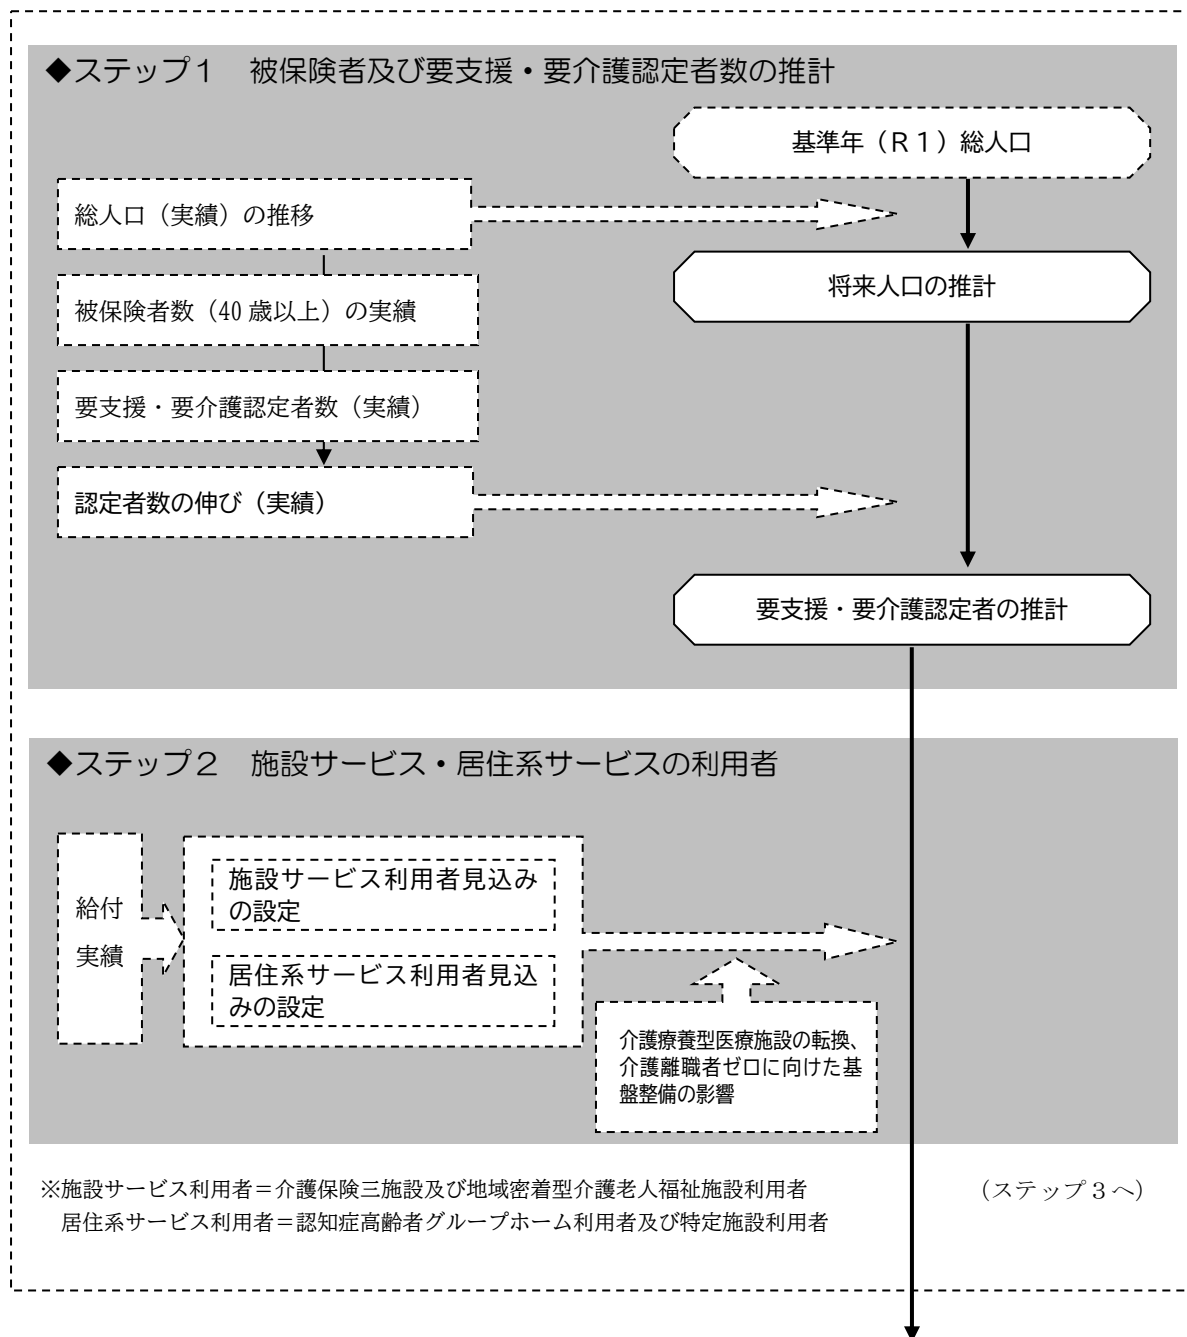 ◆ステップ１　被保険者及び要支援・要介護認定者数の推計
基準年（Ｒ１）総人口
総人口（実績）の推移
将来人口の推計
被保険者数（40 歳以上）の実績
要支援・要介護認定者数（実績）
認定者数の伸び（実績）
要支援・要介護認定者の推計
◆ステップ２　施設サービス・居住系サービスの利用者
給付
実績
施設サービス利用者見込み
の設定
居住系サービス利用者見込
みの設定
介護療養型医療施設の転換、
介護離職者ゼロに向けた基
盤整備の影響
※施設サービス利用者＝介護保険三施設及び地域密着型介護老人福祉施設利用者
（ステップ３へ）
居住系サービス利用者＝認知症高齢者グループホーム利用者及び特定施設利用者